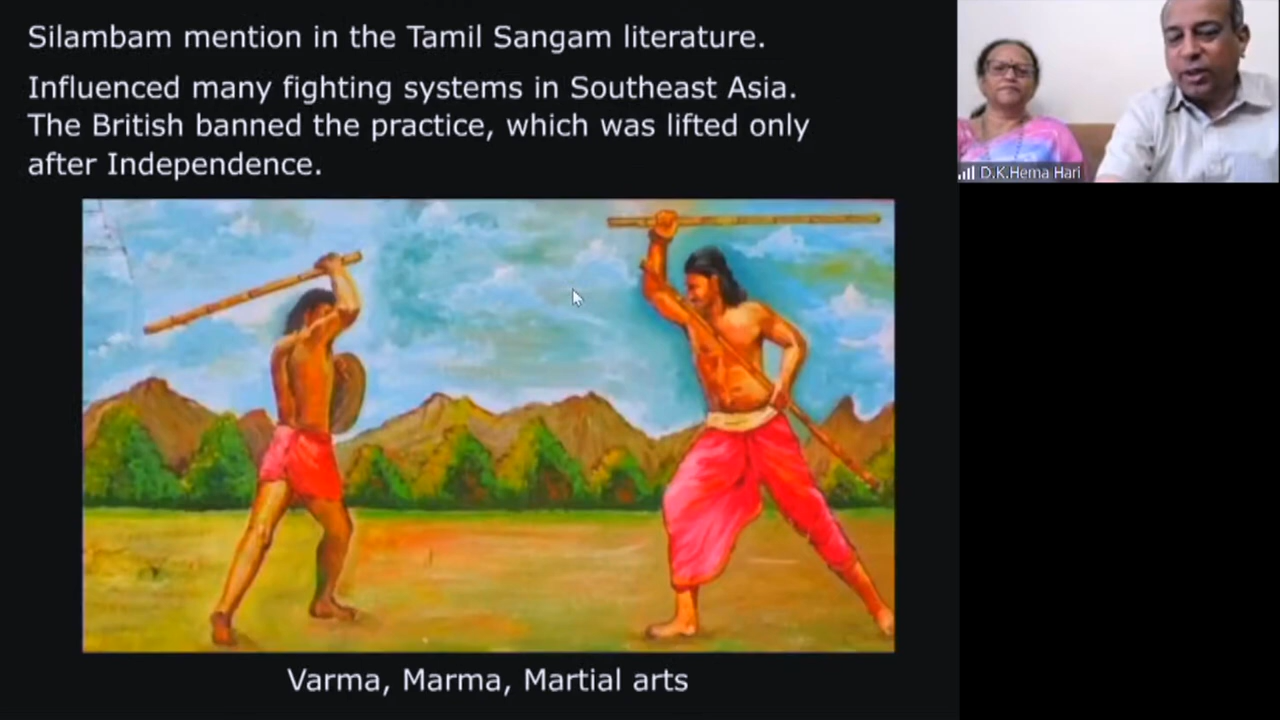 Silambam mention in the Tamil Sangam literature.
Influenced many fighting systems in Southeast Asia.
The British banned the practice, which was lifted only
after Independence.
D.K.Hema Hari
Varma, Marma, Martial arts